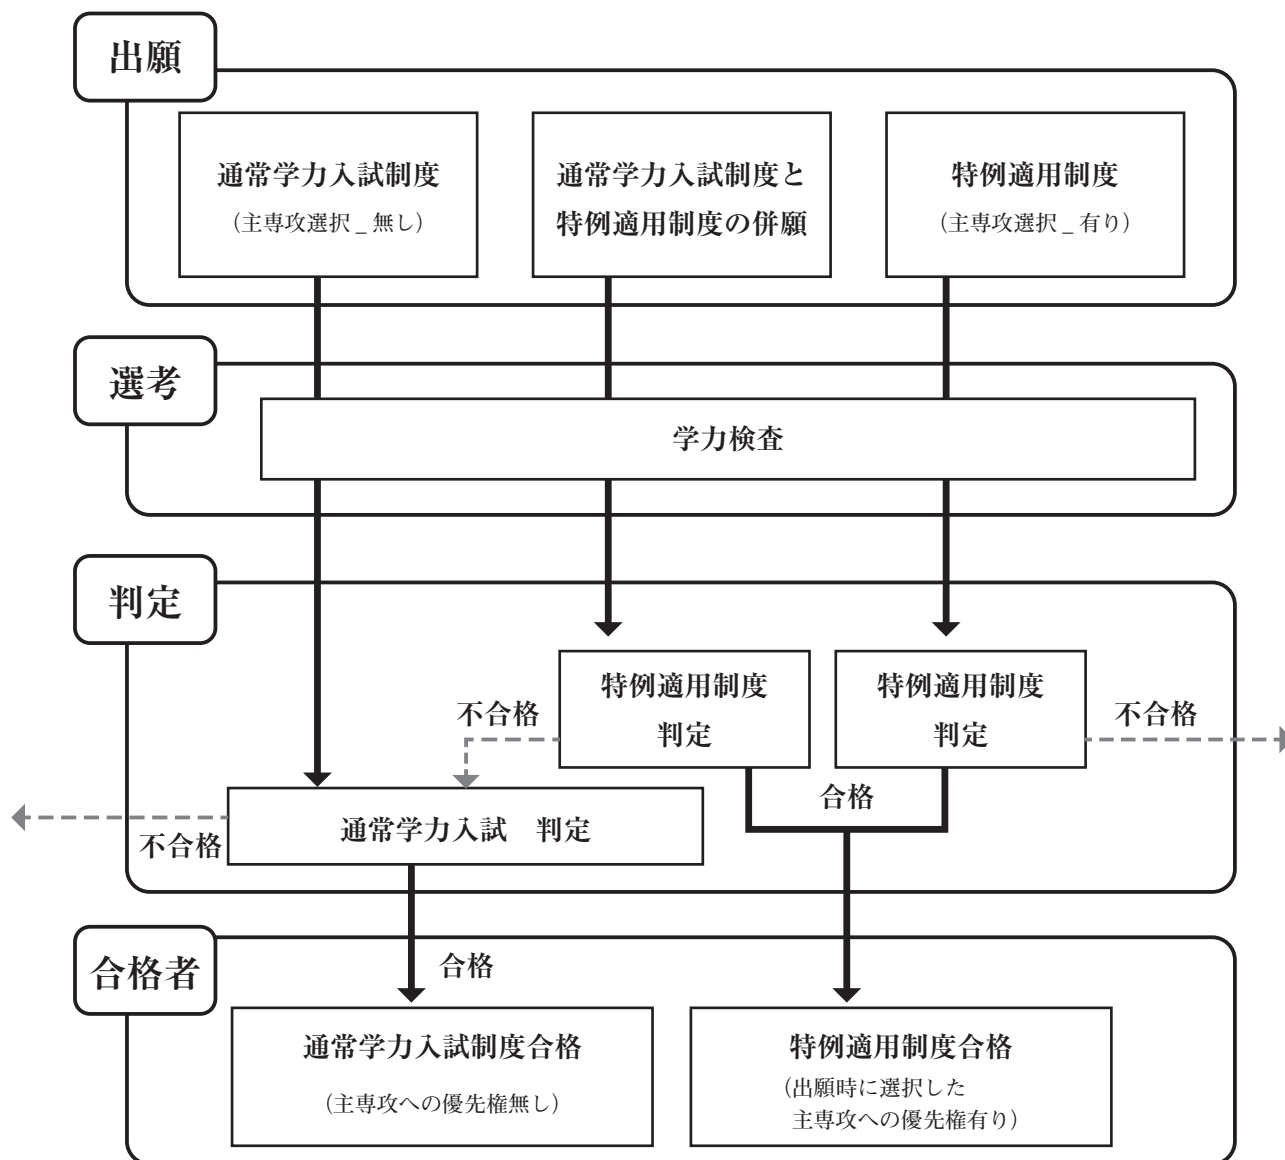 出願
通常学力入試制度
（主専攻選択 _ 無し）
通常学力入試制度と
特例適用制度の併願
特例適用制度
（主専攻選択 _ 有り）
選考
学力検査
判定
特例適用制度
判定
特例適用制度
判定
不合格
不合格
合格
通常学力入試　判定
不合格
合格者
合格
通常学力入試制度合格
（主専攻への優先権無し）
特例適用制度合格
（出願時に選択した
主専攻への優先権有り）